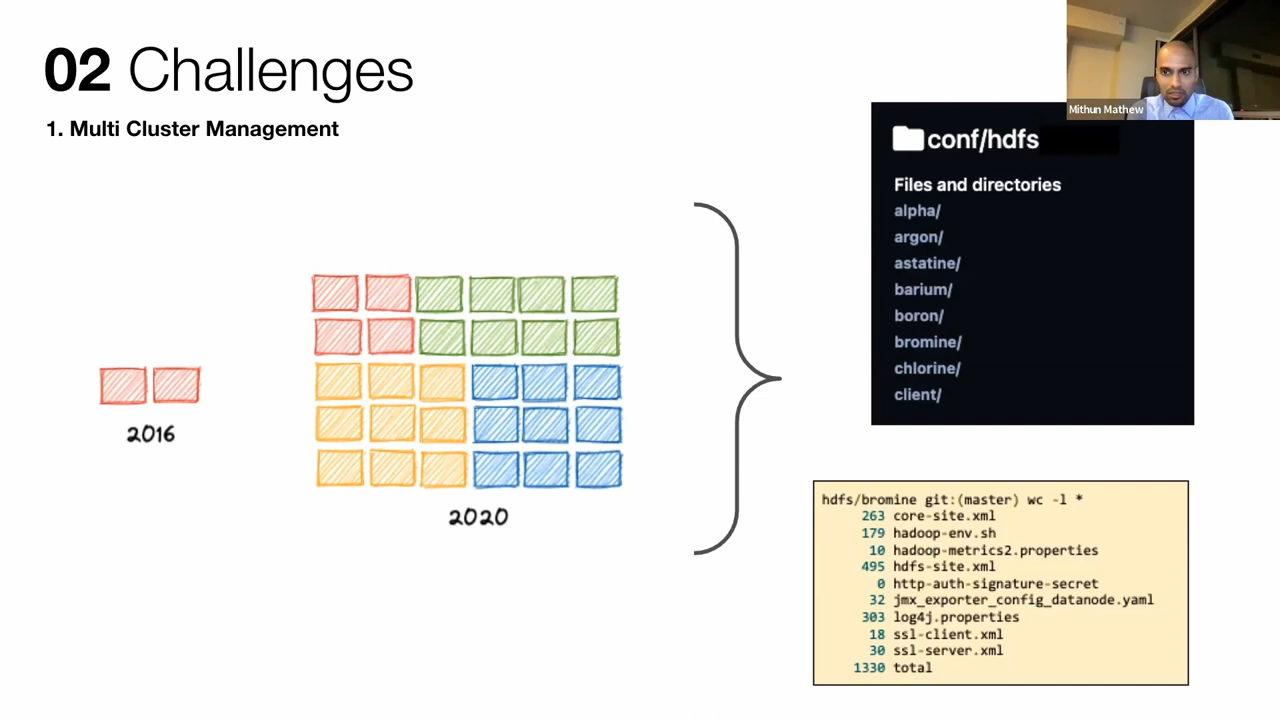 02 Challenges
1. Multi Cluster Management
Mithun Mathew
conf/hdfs
Files and directories
alpha/
argon/
astatine/
barium/
boron/
bromine/
chlorine/
client/
2016
2020
hdfs/bromine git:(master) wc -l *
263 core-site.xml
179 hadoop-env.sh
10 hadoop-metrics2.properties
495 hdfs-site.xml
0 http-auth-signature-secret
32 jmx_exporter_config_datanode.yaml
303 log4j.properties
18 ssl-client.xml
30 ssl-server.xml
1330 total